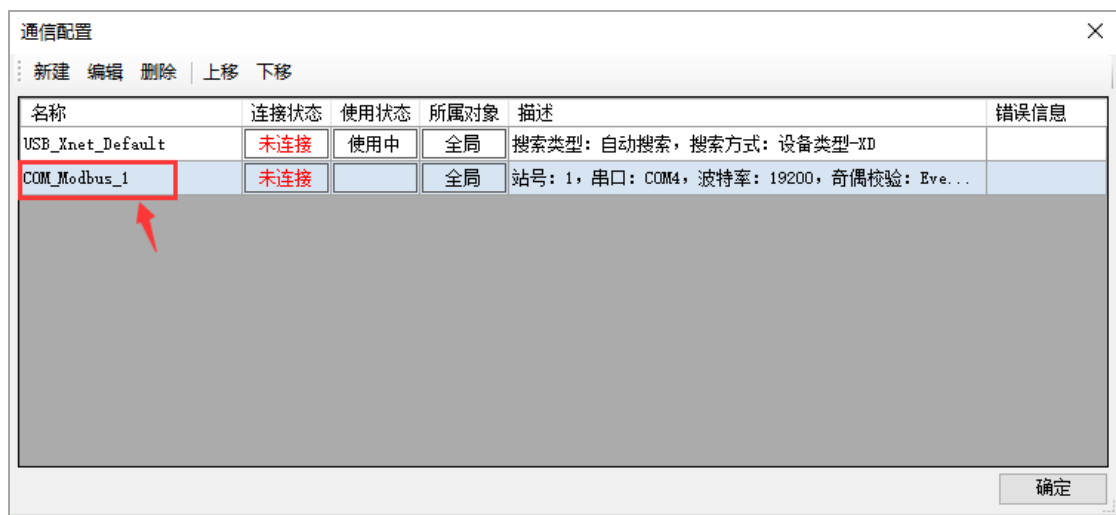 通信配置
新建 编辑 删除 上移 下移
名称 连接状态 使用状态 所属对象 描述 错误信息
USB_Xnet_Default 未连接 使用中 全局 搜索类型：自动搜索，搜索方式：设备类型-XD
COM_Modbus_1 未连接 全局 站号：1，串口：COM4，波特率：19200，奇偶校验：Eve...
确定